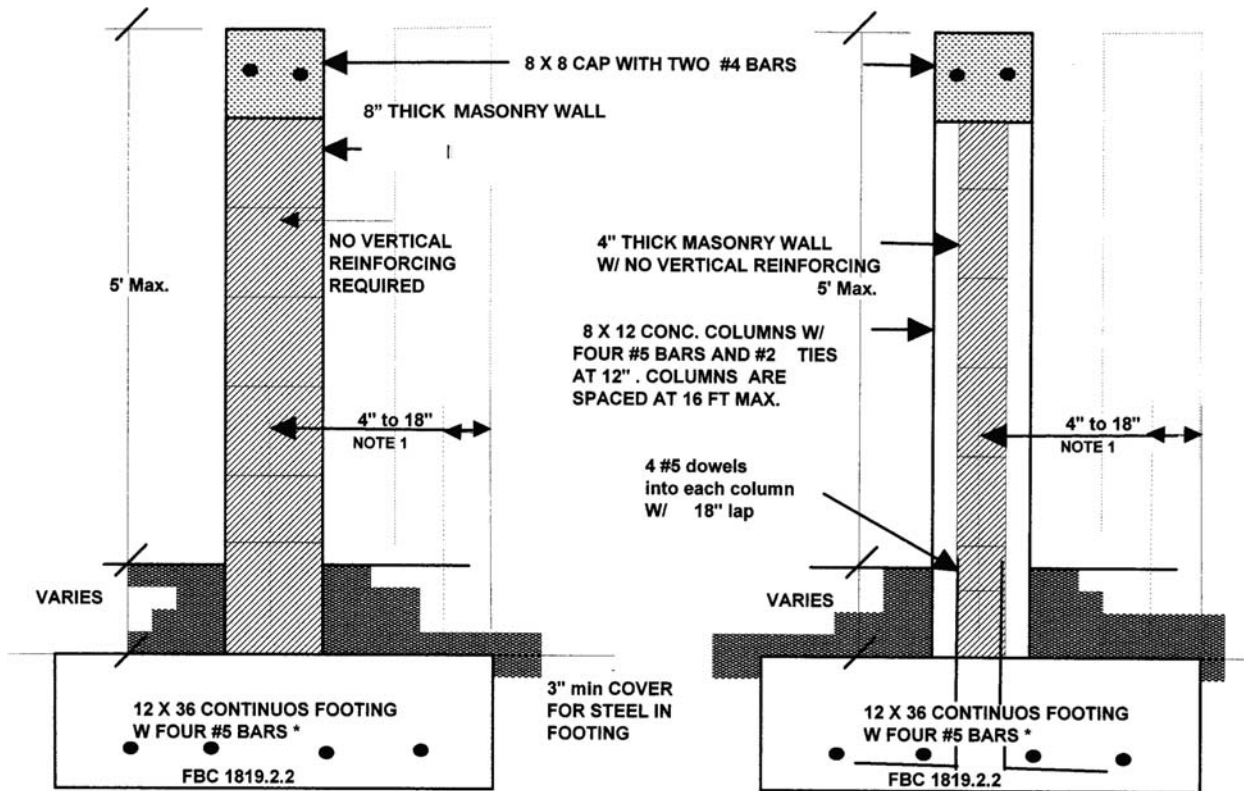 8 X 8 CAP WITH TWO #4 BARS
8” THICK MASONRY WALL
NO VERTICAL
REINFORCING
REQUIRED
5' Max.
4" to 18"
NOTE 1
VARIES
12 X 36 CONTINUOS FOOTING
W FOUR #5 BARS *
FBC 1819.2.2
3" min COVER
FOR STEEL IN
FOOTING
4" THICK MASONRY WALL
W/ NO VERTICAL REINFORCING
5' Max.
8 X 12 CONC. COLUMNS W/
FOUR #5 BARS AND #2 TIES
AT 12" . COLUMNS ARE
SPACED AT 16 FT MAX.
4" to 18"
NOTE 1
4 #5 dowels
into each column
W/ 18" lap
VARIES
12 X 36 CONTINUOS FOOTING
W FOUR #5 BARS *
FBC 1819.2.2